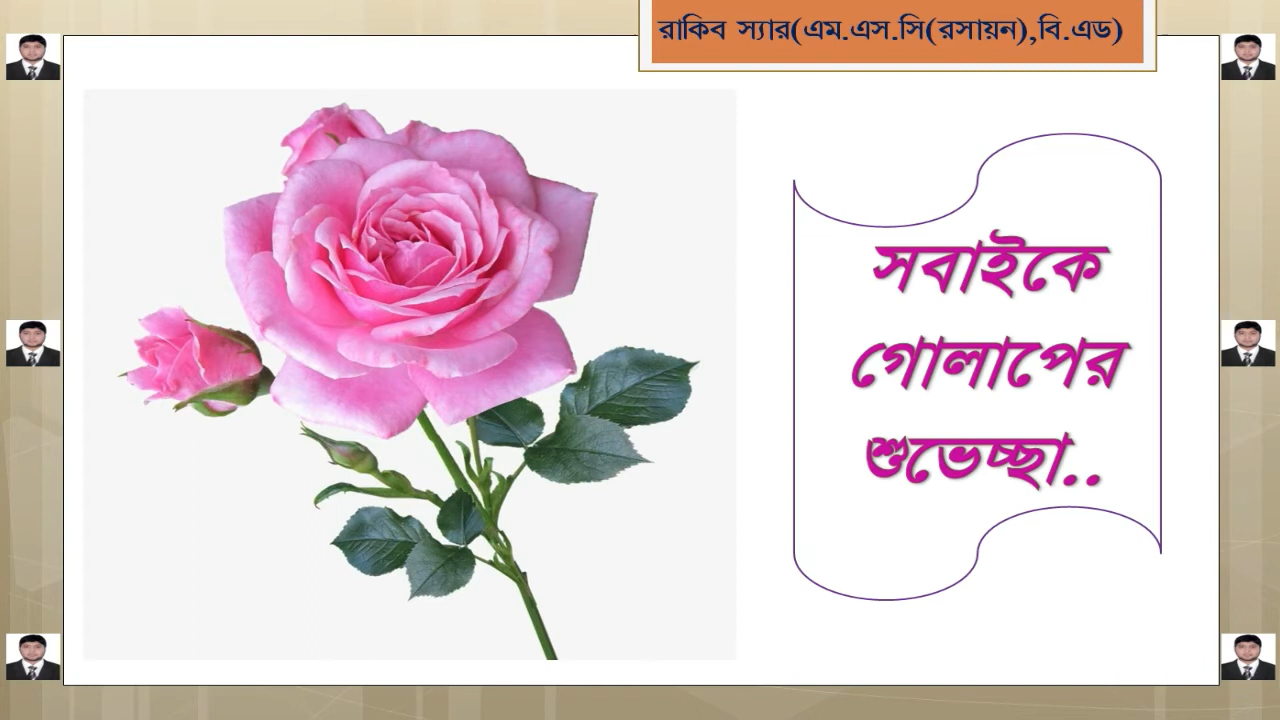 রাকিব স্যার(এম.এস.সি(রসায়ন),বি.এড)
সবাইকে
গোলাপের
শুভেচ্ছা..